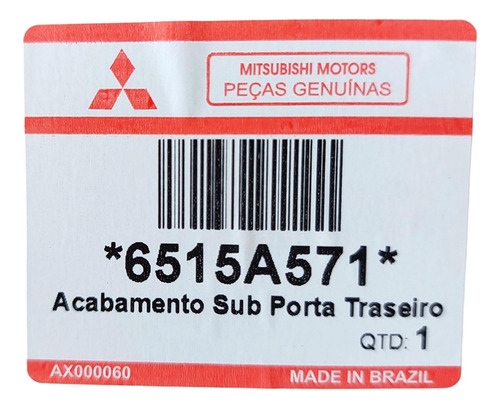 MITSUBISHI MOTORS
PEÇAS GENUÍNAS
*6515A571*
Acabamento Sub Porta Traseiro
QTD: 1
AX000060 MADE IN BRAZIL